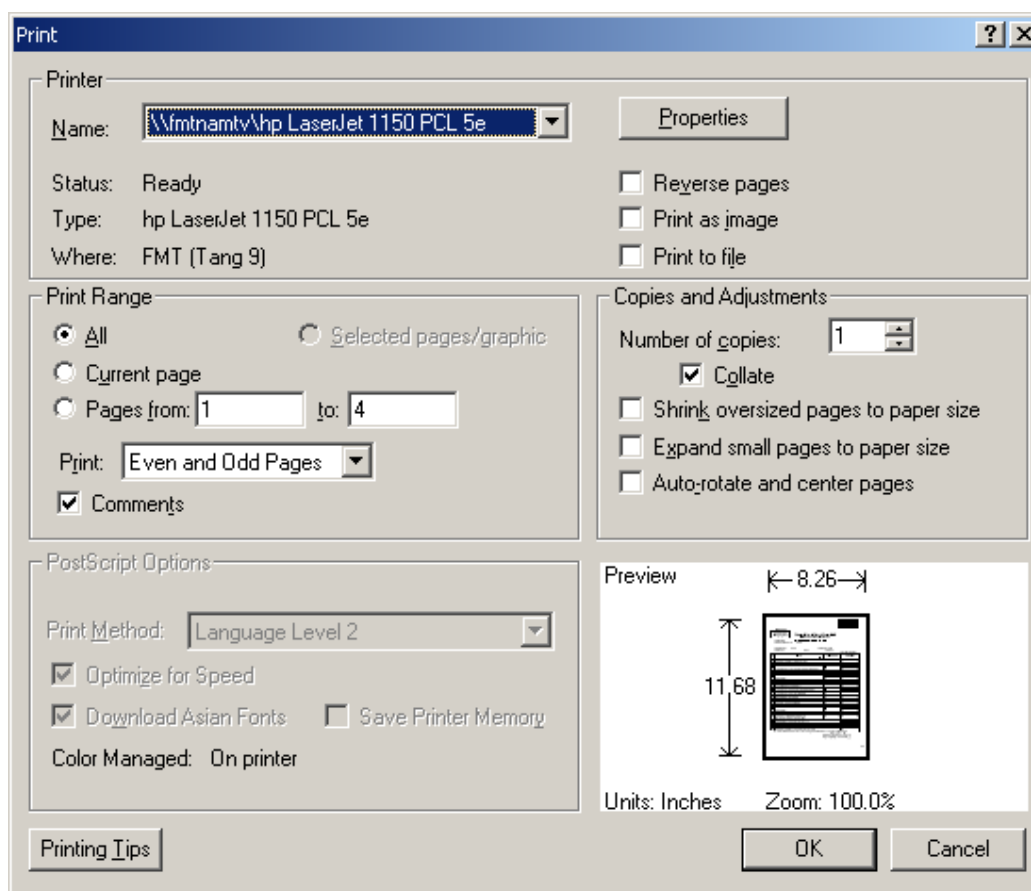 Print
Printer
Name: \\fmtnamtv\hp LaserJet 1150 PCL 5e
Properties
Status: Ready
Type: hp LaserJet 1150 PCL 5e
Where: FMT (Tang 9)
Reverse pages
Print as image
Print to file
Print Range
All
Selected pages/graphic
Current page
Pages from: 1 to: 4
Print: Even and Odd Pages
Comments
Copies and Adjustments
Number of copies: 1
Collate
Shrink oversized pages to paper size
Expand small pages to paper size
Auto-rotate and center pages
PostScript Options
Print Method: Language Level 2
Optimize for Speed
Download Asian Fonts
Save Printer Memory
Color Managed: On printer
Preview
8.26
11.68
Units: Inches Zoom: 100.0%
Printing Tips
OK
Cancel